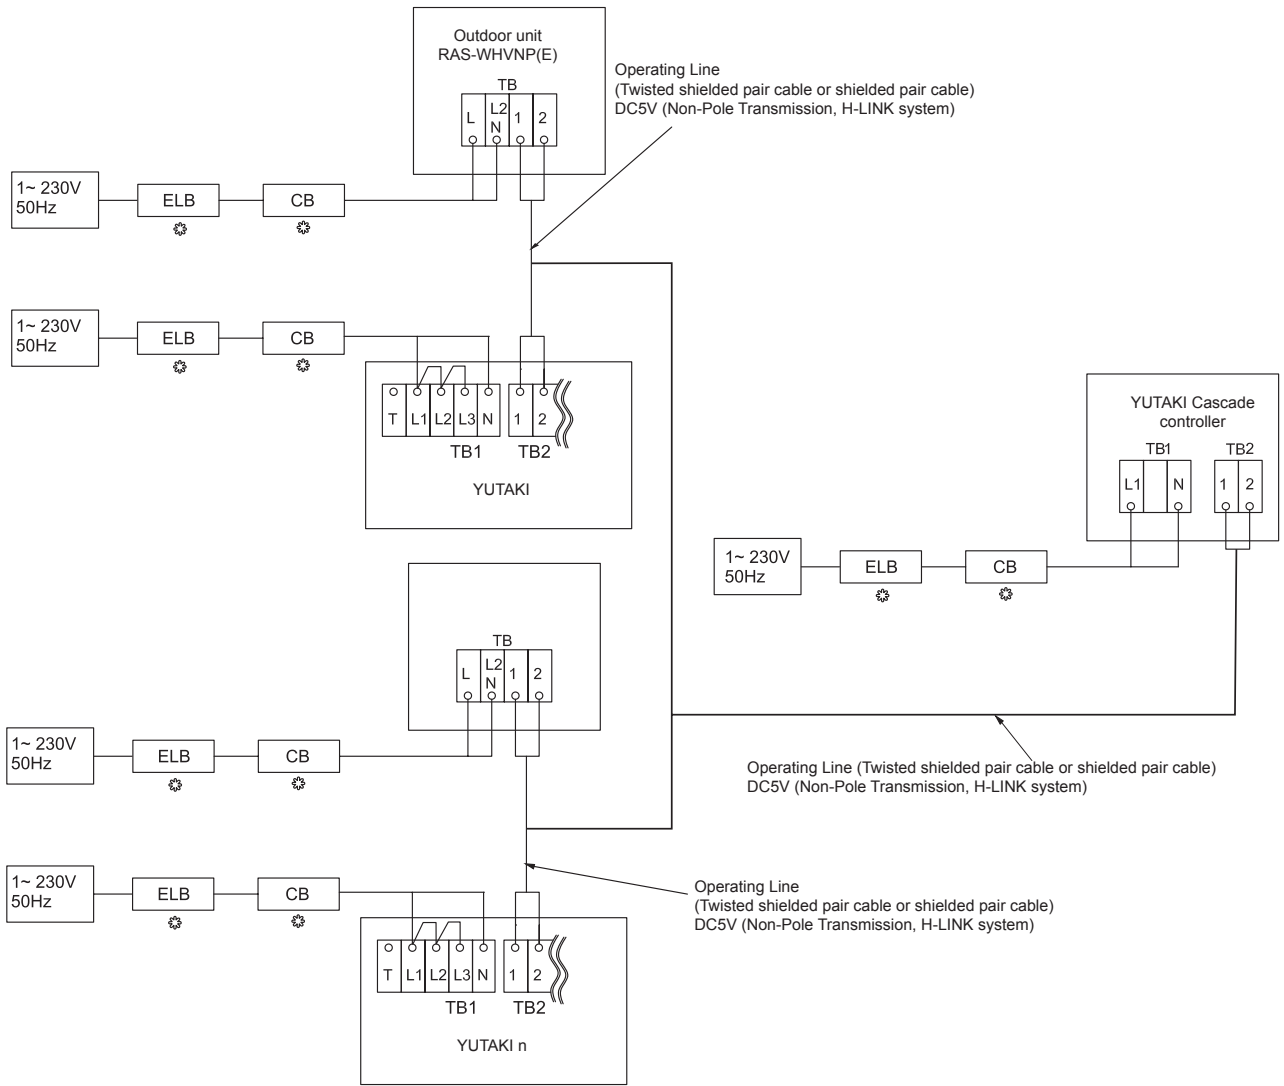 Outdoor unit
RAS-WHVNP(E)
TB
L L2 N 1 2
Operating Line
(Twisted shielded pair cable or shielded pair cable)
DC5V (Non-Pole Transmission, H-LINK system)
1~ 230V
50Hz
ELB
CB
1~ 230V
50Hz
ELB
CB
T L1 L2 L3 N 1 2
TB1 TB2
YUTAKI
YUTAKI Cascade
controller
TB1 TB2
L1 N 1 2
1~ 230V
50Hz
ELB
CB
TB
L L2 N 1 2
1~ 230V
50Hz
ELB
CB
Operating Line (Twisted shielded pair cable or shielded pair cable)
DC5V (Non-Pole Transmission, H-LINK system)
1~ 230V
50Hz
ELB
CB
Operating Line
(Twisted shielded pair cable or shielded pair cable)
DC5V (Non-Pole Transmission, H-LINK system)
T L1 L2 L3 N 1 2
TB1 TB2
YUTAKI n